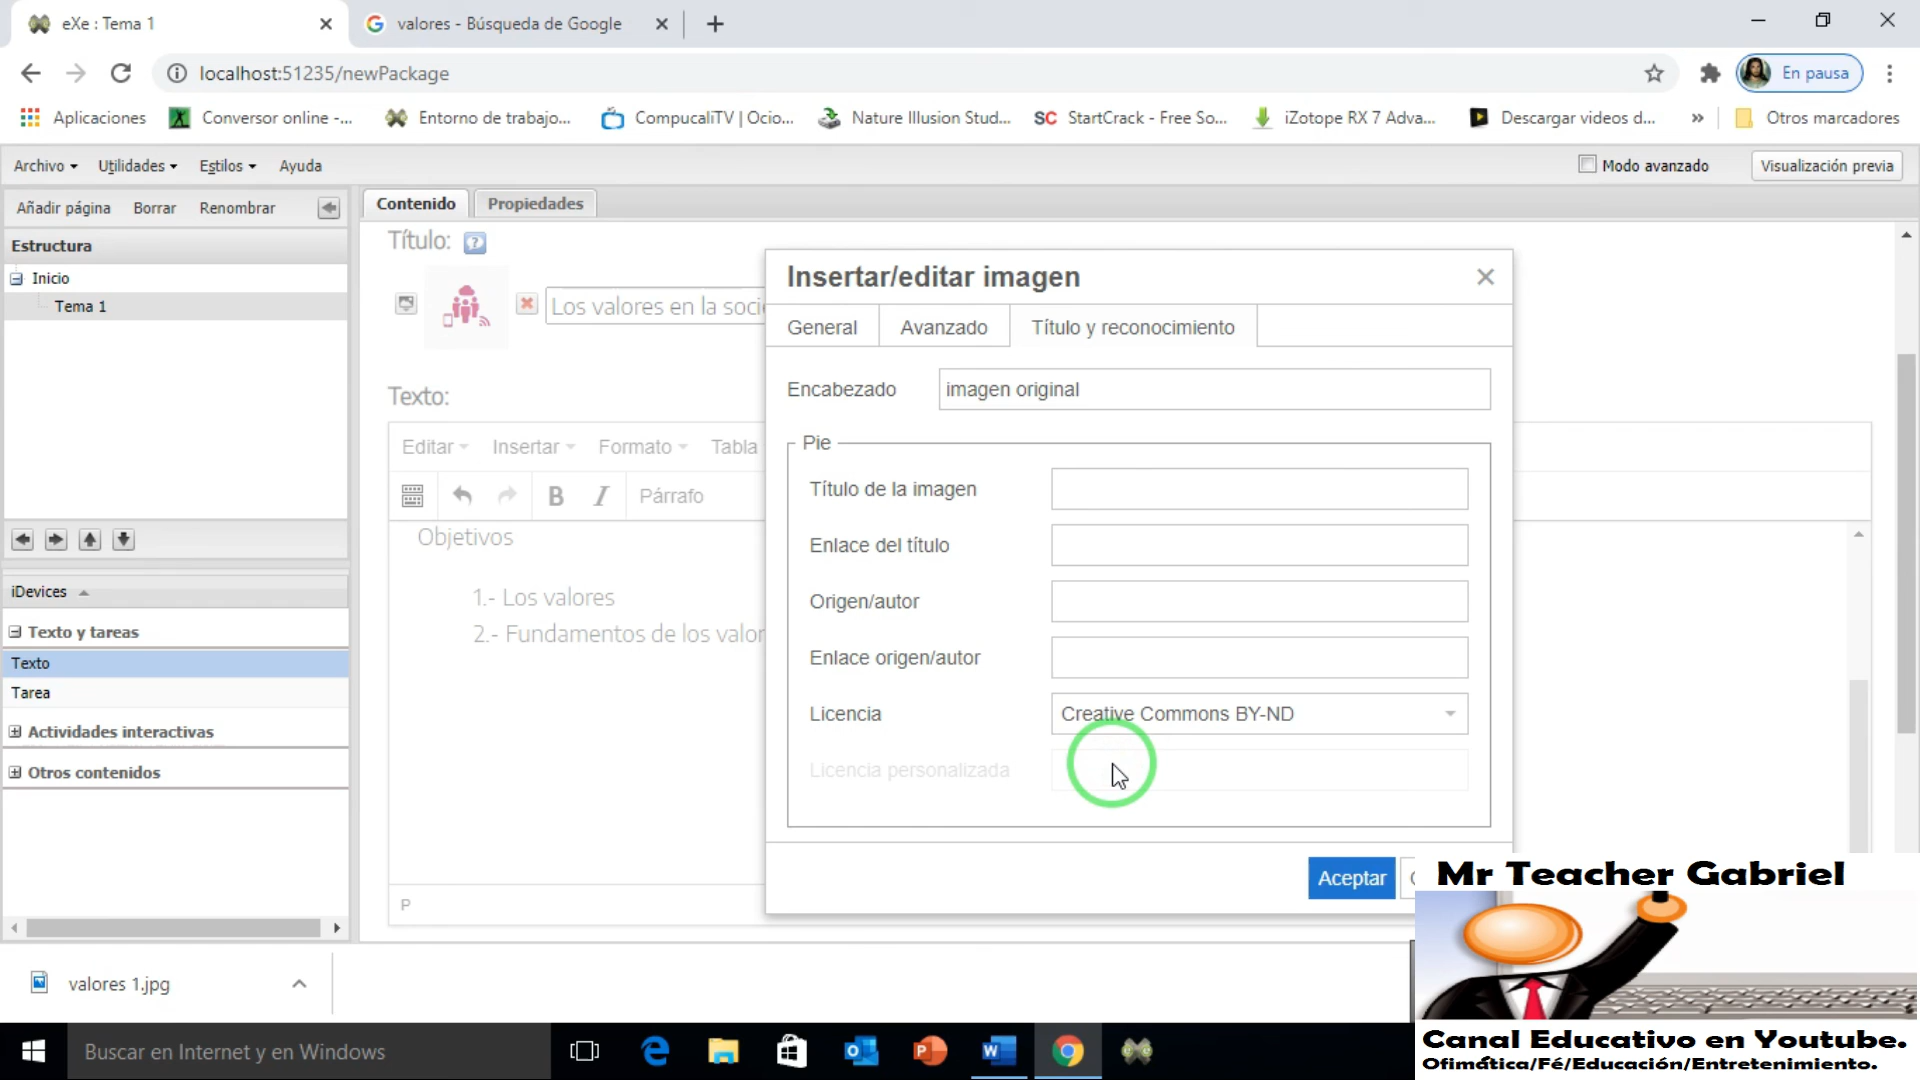 eXe : Tema 1
valores - Búsqueda de Google
localhost:51235/newPackage
En pausa
Aplicaciones
Conversor online -...
Entorno de trabajo...
CompucaliTV | Ocio...
Nature Illusion Stud...
SC StartCrack - Free So...
iZotope RX 7 Adva...
Descargar videos d...
»
Otros marcadores
Archivo
Utilidades
Estilos
Ayuda
Modo avanzado
Visualización previa
Añadir página
Borrar
Renombrar
Estructura
Inicio
Tema 1
iDevices
Texto y tareas
Texto
Tarea
Actividades interactivas
Otros contenidos
Contenido
Propiedades
Título:
Los valores en la soci
Texto:
Editar
Insertar
Formato
Tabla
B
I
Párrafo
Objetivos
1.- Los valores
2.- Fundamentos de los valor
P
Insertar/editar imagen
General
Avanzado
Título y reconocimiento
Encabezado
imagen original
Pie
Título de la imagen
Enlace del título
Origen/autor
Enlace origen/autor
Licencia
Creative Commons BY-ND
Licencia personalizada
Aceptar
valores 1.jpg
Buscar en Internet y en Windows
Mr Teacher Gabriel
Canal Educativo en Youtube.
Ofimática/Fé/Educación/Entretenimiento.